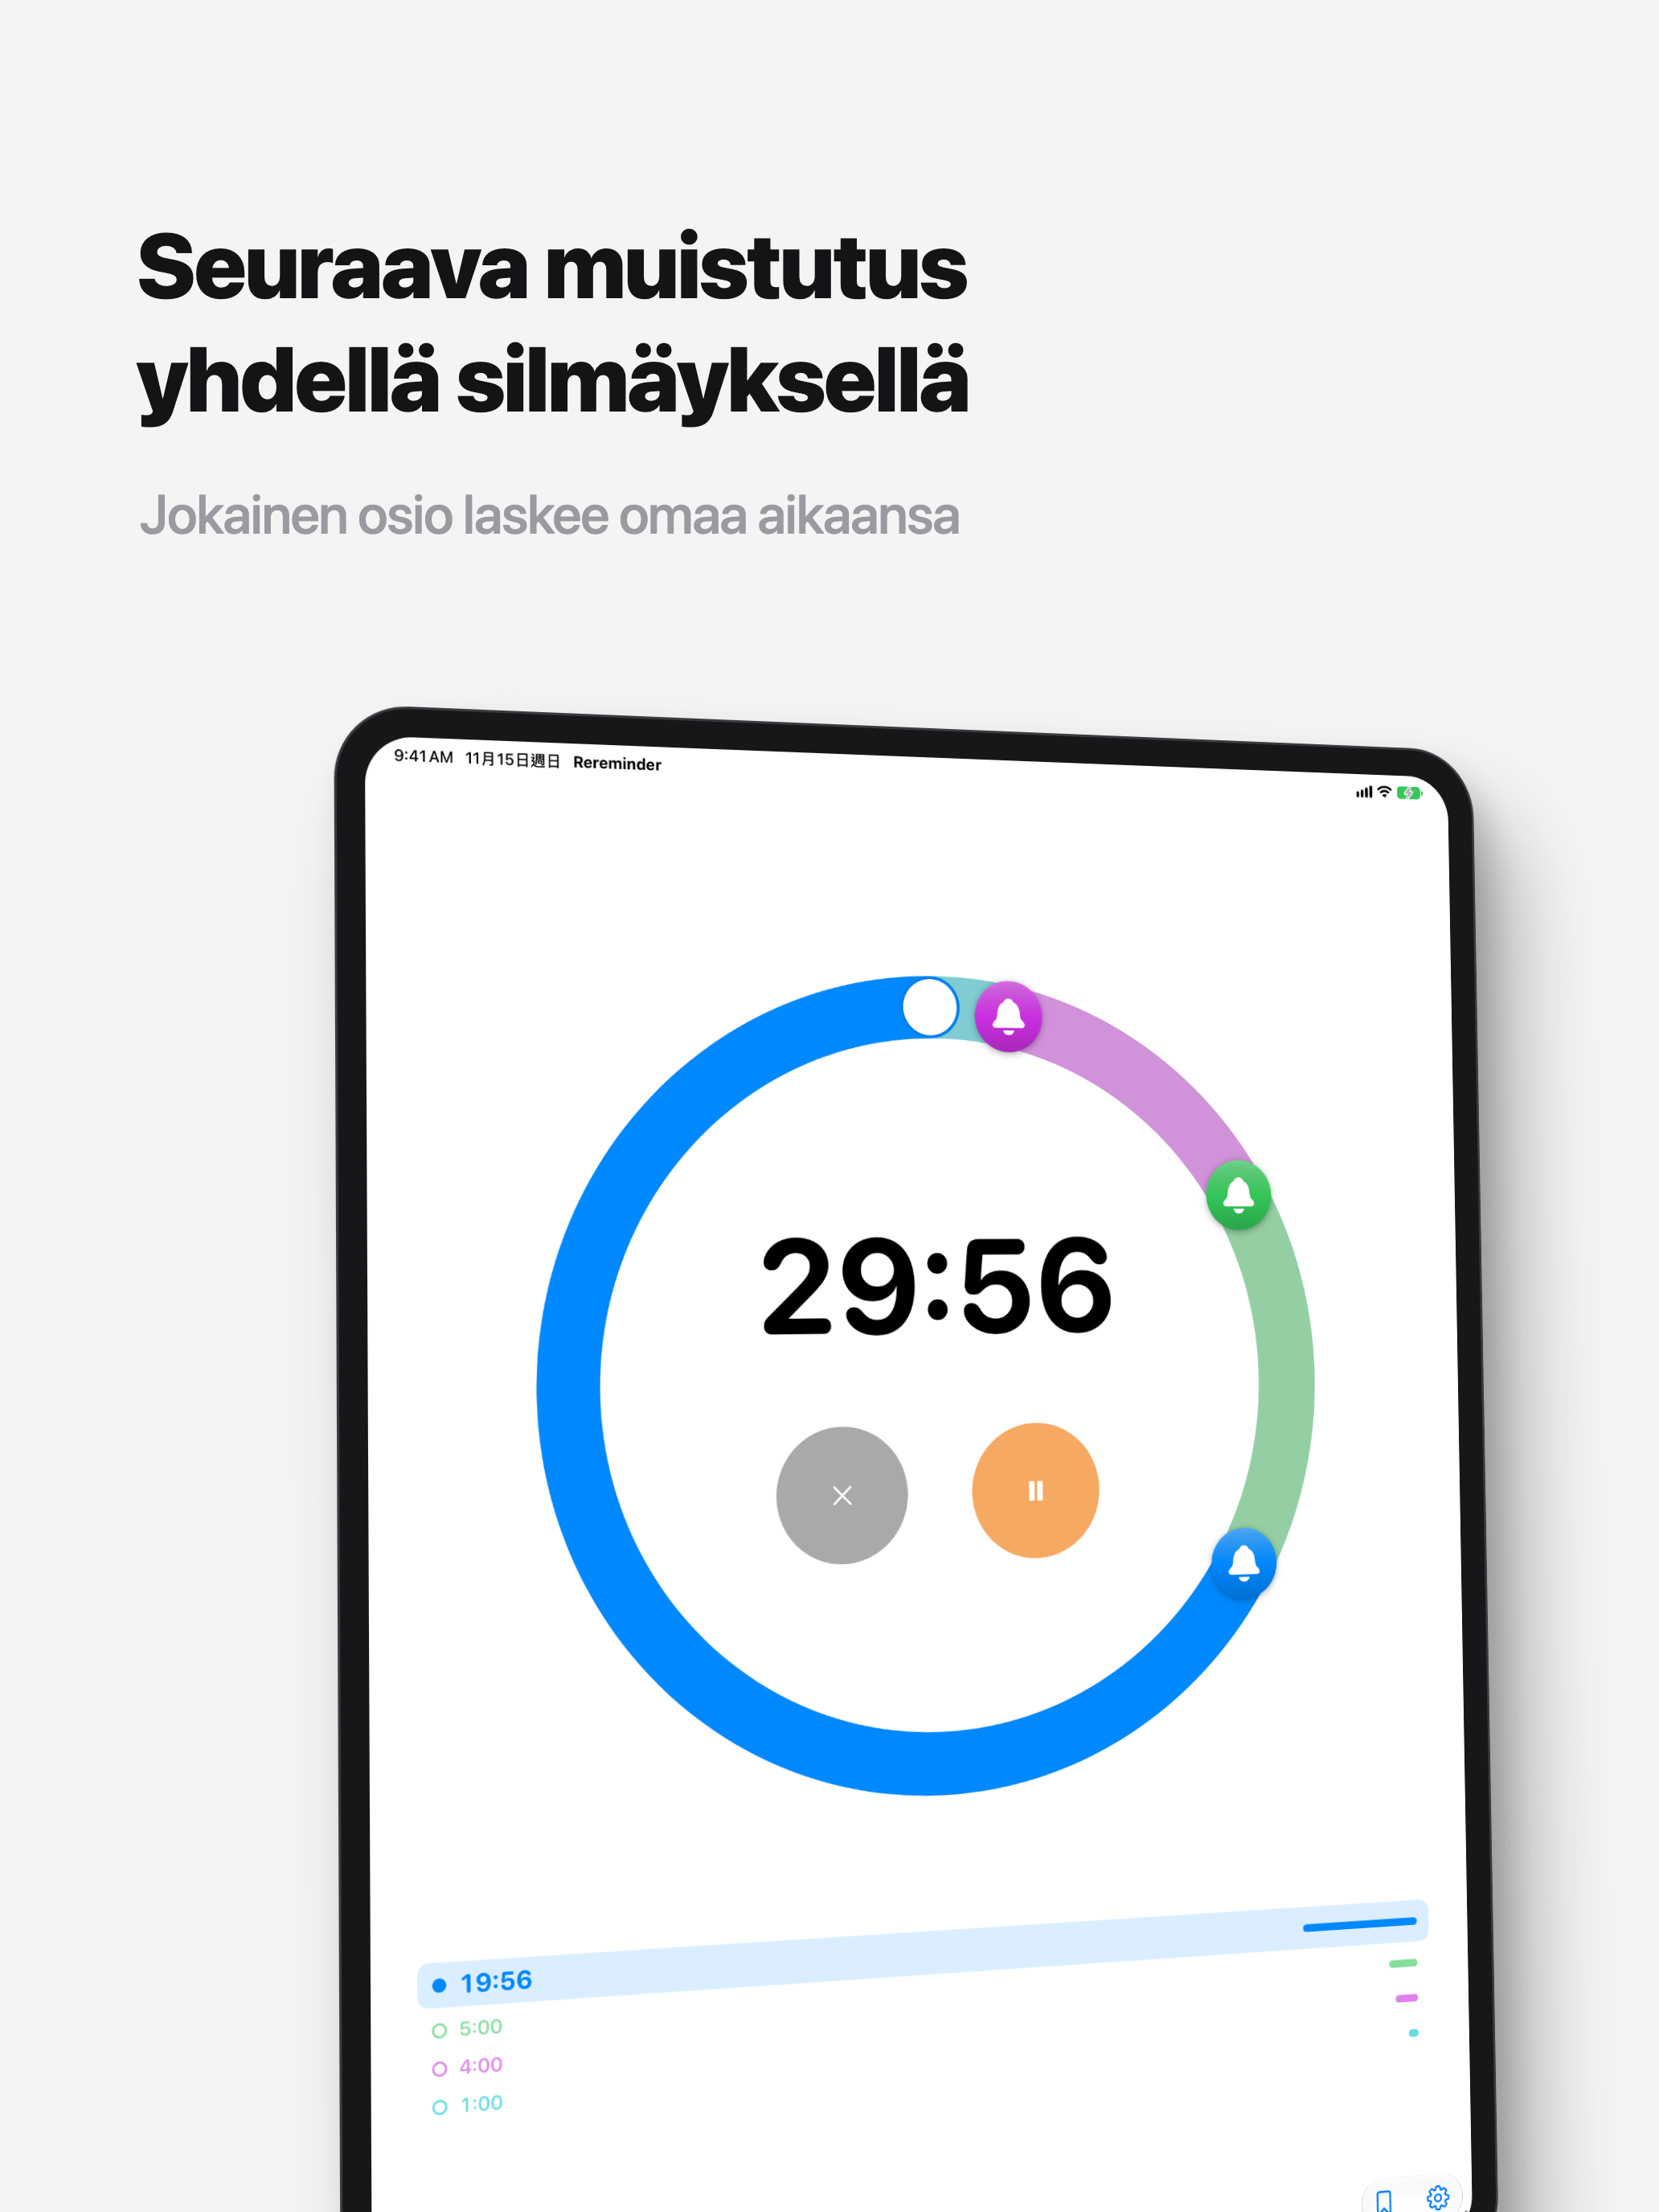 Seuraava muistutus
yhdellä silmäyksellä
Jokainen osio laskee omaa aikaansa
9:41 AM 11月15日週日 Rereminder
29:56
19:56
5:00
4:00
1:00